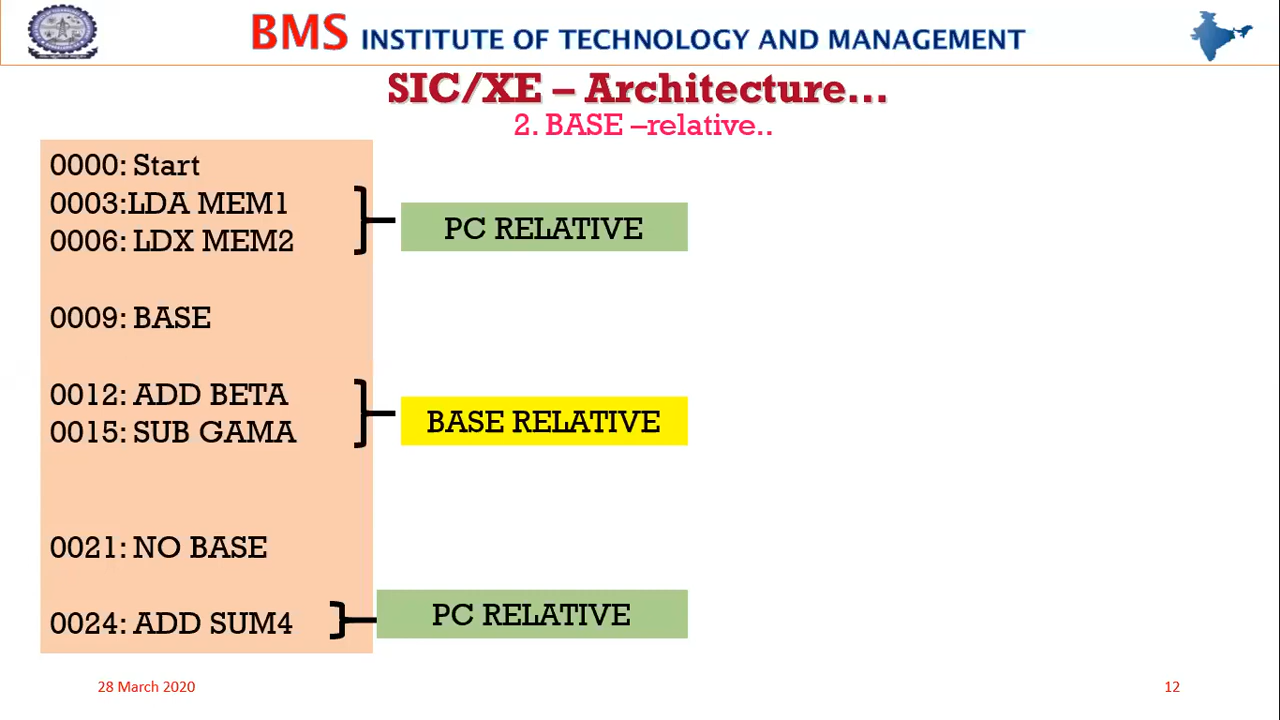 BMS INSTITUTE OF TECHNOLOGY AND MANAGEMENT
SIC/XE – Architecture...
2. BASE –relative..
0000: Start
0003:LDA MEM1
0006: LDX MEM2
PC RELATIVE
0009: BASE
0012: ADD BETA
0015: SUB GAMA
BASE RELATIVE
0021: NO BASE
0024: ADD SUM4
PC RELATIVE
28 March 2020
12